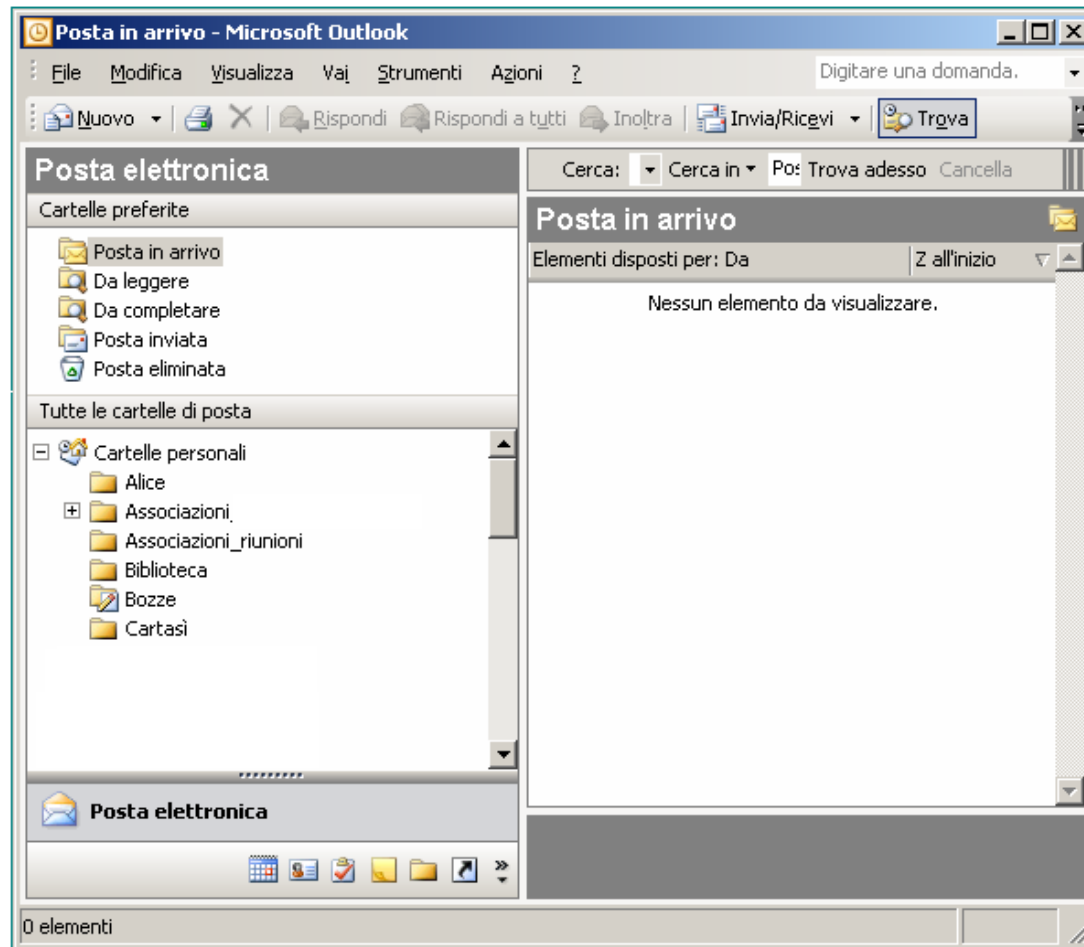 Posta in arrivo - Microsoft Outlook
File Modifica Visualizza Vai Strumenti Azioni ? Digitare una domanda.
Nuovo Rispondi Rispondi a tutti Inoltra Invia/Ricevi Trova
Posta elettronica
Cartelle preferite
Posta in arrivo
Da leggere
Da completare
Posta inviata
Posta eliminata
Tutte le cartelle di posta
Cartelle personali
Alice
Associazioni
Associazioni_riunioni
Biblioteca
Bozze
Cartasì
Posta elettronica
Cerca: Cerca in Pos Trova adesso Cancella
Posta in arrivo
Elementi disposti per: Da Z all'inizio
Nessun elemento da visualizzare.
0 elementi